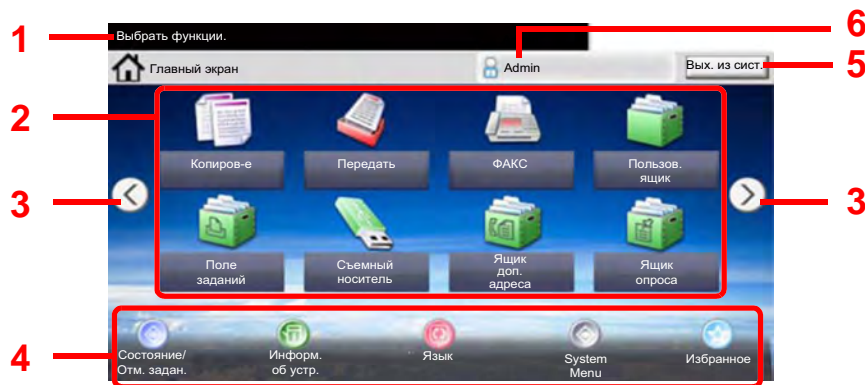 6
1
Выбрать функции.
Главный экран
Admin
Вых. из сист.
5
2
Копиров-е
Передать
ФАКС
Пользов.
ящик
3
3
Поле
заданий
Съемный
носитель
Ящик
доп.
адреса
Ящик
опроса
4
Состояние/
Отм. задан.
Информ.
об устр.
Язык
System
Menu
Избранное